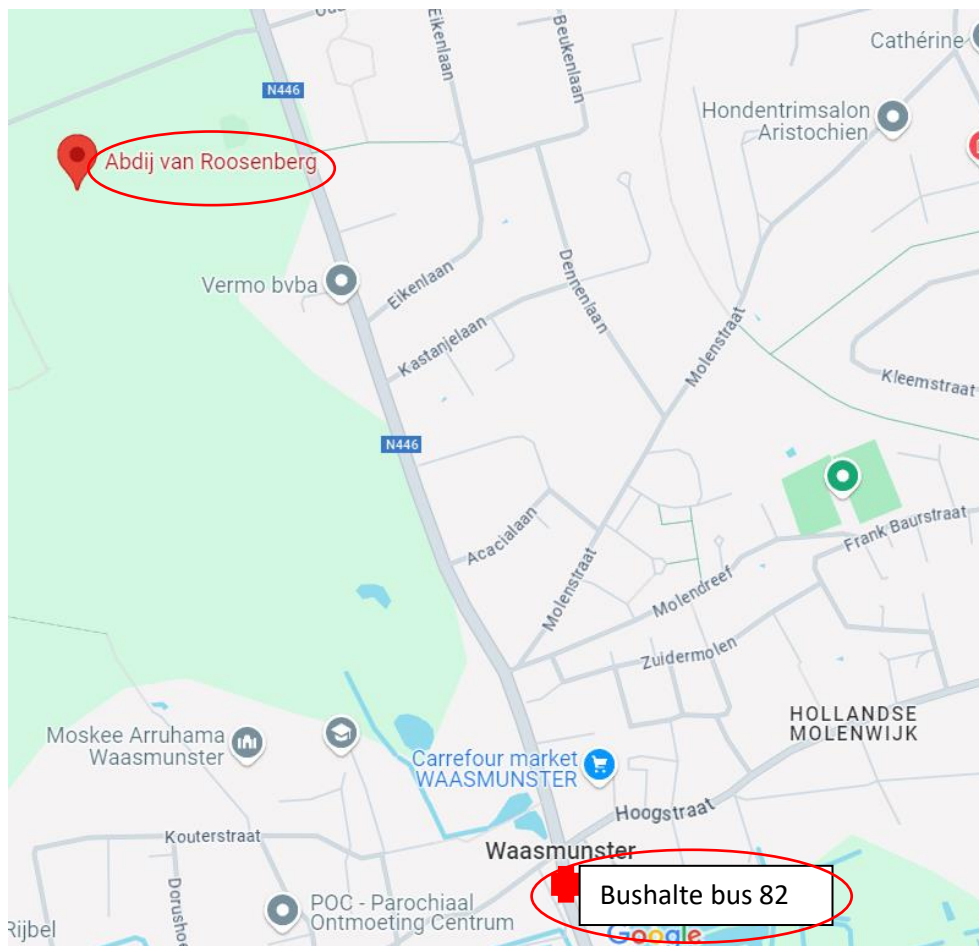 Oud
Eikenlaan
Beukenlaan
Cathérine
N446
Hondentrimsalon
Aristochien
Abdij van Roosenberg
Vermo bvba
Eikenlaan
Dennenlaan
Kastanjelaan
Molenstraat
Kleemstraat
N446
Acacialaan
Frank Baurstraat
Molenstraat
Molendreef
Zuidermolen
HOLLANDSE
MOLENWIJK
Moskee Arruhama
Waasmunster
Carrefour market
WAASMUNSTER
Hoogstraat
Kouterstraat
Waasmunster
Bushalte bus 82
Dorushoe
POC - Parochiaal
Ontmoeting Centrum
Rijbel
Google